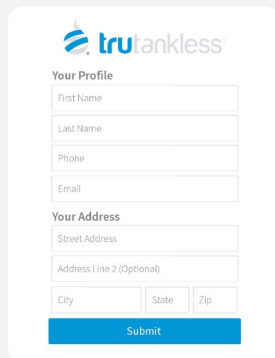 trutankless
Your Profile
First Name
Last Name
Phone
Email
Your Address
Street Address
Address Line 2 (Optional)
City State Zip
Submit